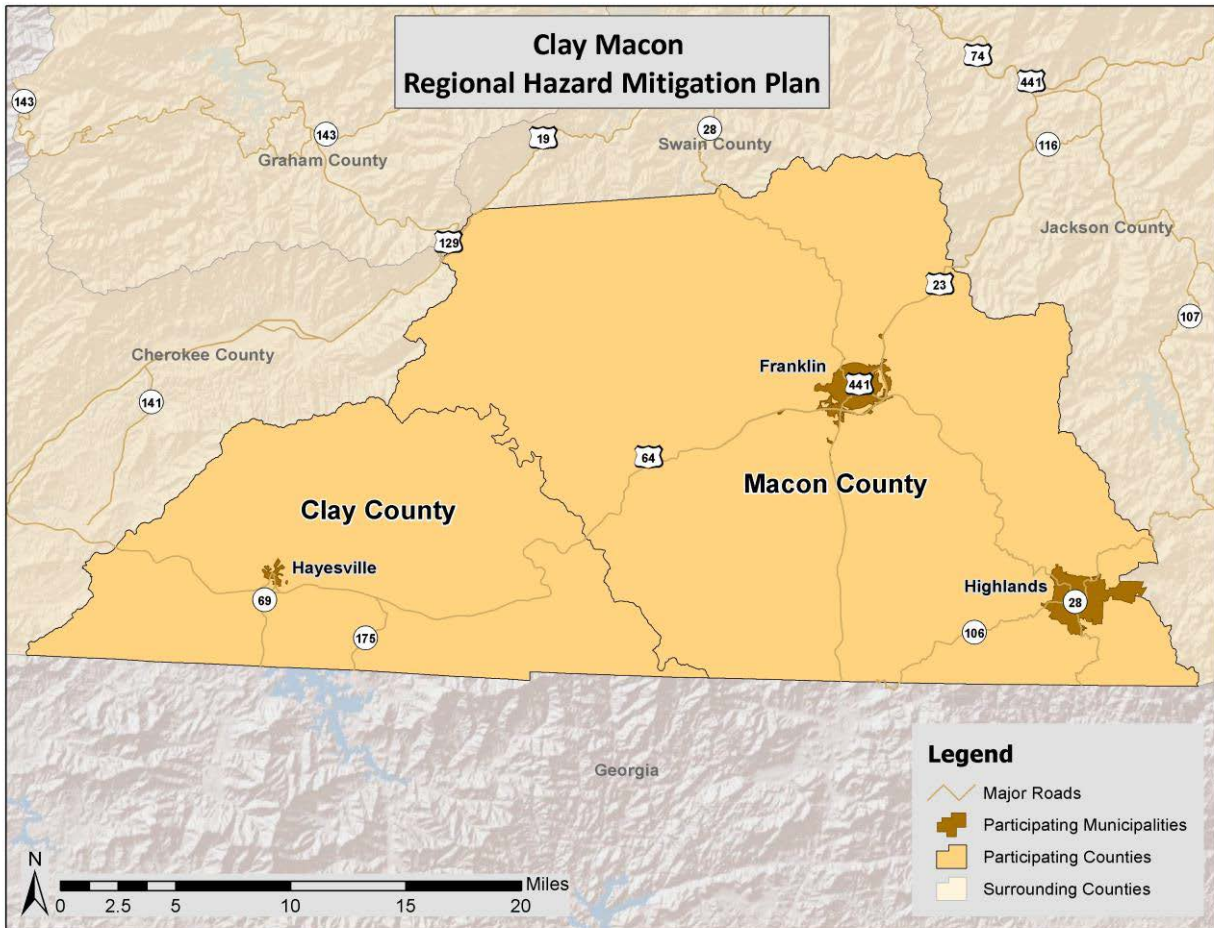 Clay Macon
Regional Hazard Mitigation Plan
74
441
143
143
19
28
116
Graham County
Swain County
Jackson County
129
23
107
Cherokee County
Franklin
441
141
64
Macon County
Clay County
Hayesville
Highlands
69
28
175
106
Georgia
Legend
Major Roads
Participating Municipalities
Participating Counties
Surrounding Counties
N
Miles
0 2.5 5 10 15 20